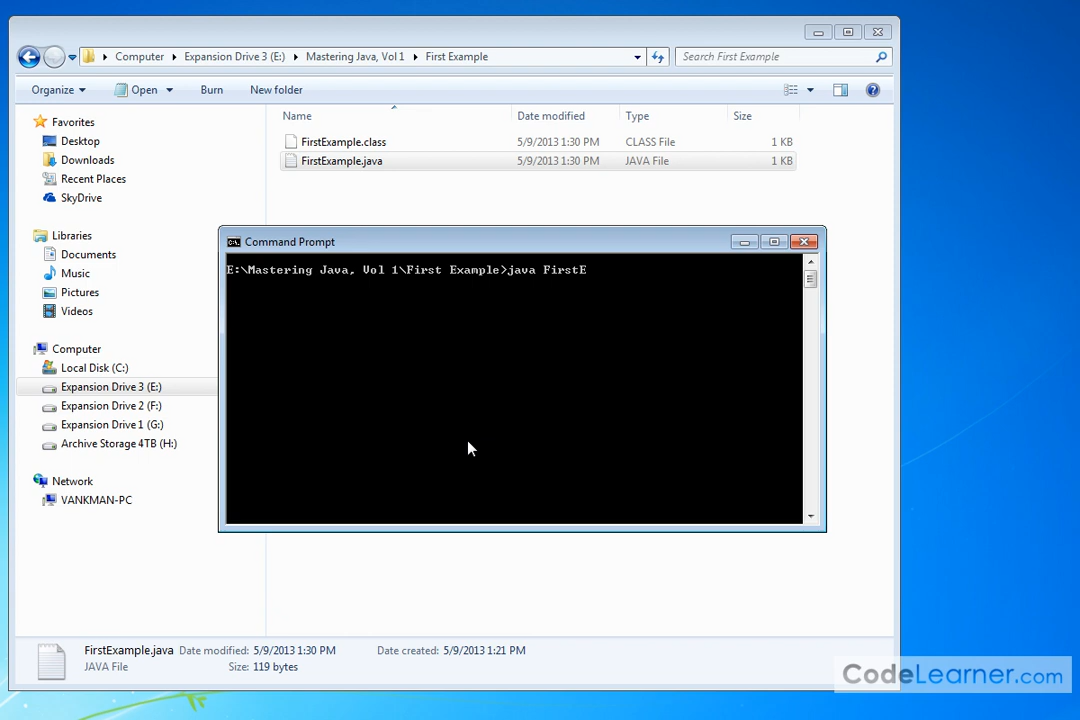 Computer Expansion Drive 3 (E:) Mastering Java, Vol 1 First Example
Search First Example
Organize Open Burn New folder
Name Date modified Type Size
FirstExample.class 5/9/2013 1:30 PM CLASS File 1 KB
FirstExample.java 5/9/2013 1:30 PM JAVA File 1 KB
Favorites
Desktop
Downloads
Recent Places
SkyDrive
Libraries
Documents
Music
Pictures
Videos
Computer
Local Disk (C:)
Expansion Drive 3 (E:)
Expansion Drive 2 (F:)
Expansion Drive 1 (G:)
Archive Storage 4TB (H:)
Network
VANKMAN-PC
C:\. Command Prompt
E:\Mastering Java, Vol 1\First Example>java FirstE
FirstExample.java Date modified: 5/9/2013 1:30 PM Date created: 5/9/2013 1:21 PM
JAVA File Size: 119 bytes
CodeLearner.com